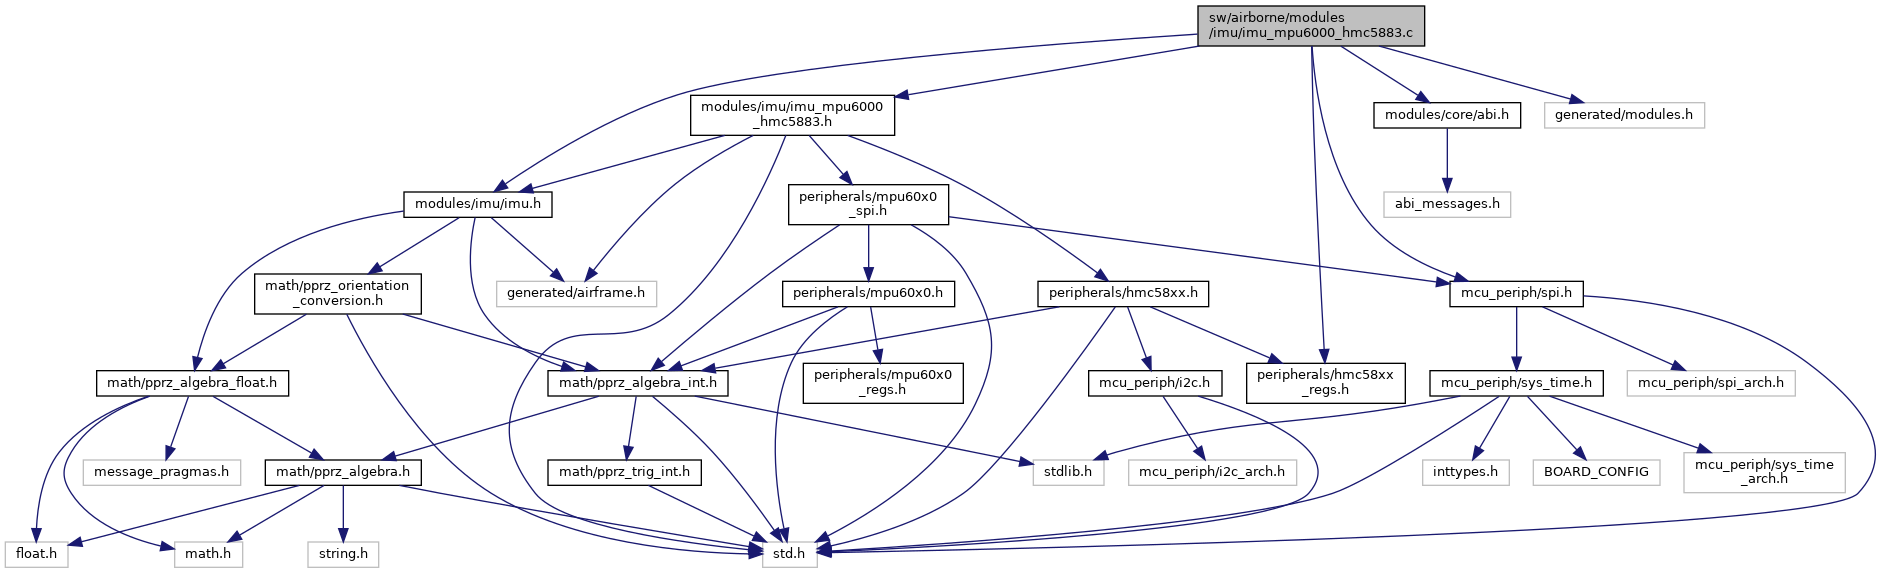 sw/airborne/modules
/imu/imu_mpu6000_hmc5883.c
modules/imu/imu_mpu6000
_hmc5883.h
modules/core/abi.h
generated/modules.h
modules/imu/imu.h
peripherals/mpu60x0
_spi.h
abi_messages.h
math/pprz_orientation
_conversion.h
generated/airframe.h
peripherals/mpu60x0.h
peripherals/hmc58xx.h
mcu_periph/spi.h
math/pprz_algebra_float.h
math/pprz_algebra_int.h
peripherals/mpu60x0
_regs.h
mcu_periph/i2c.h
peripherals/hmc58xx
_regs.h
mcu_periph/sys_time.h
mcu_periph/spi_arch.h
message_pragmas.h
math/pprz_algebra.h
math/pprz_trig_int.h
stdlib.h
mcu_periph/i2c_arch.h
inttypes.h
BOARD_CONFIG
mcu_periph/sys_time
_arch.h
float.h
math.h
string.h
std.h